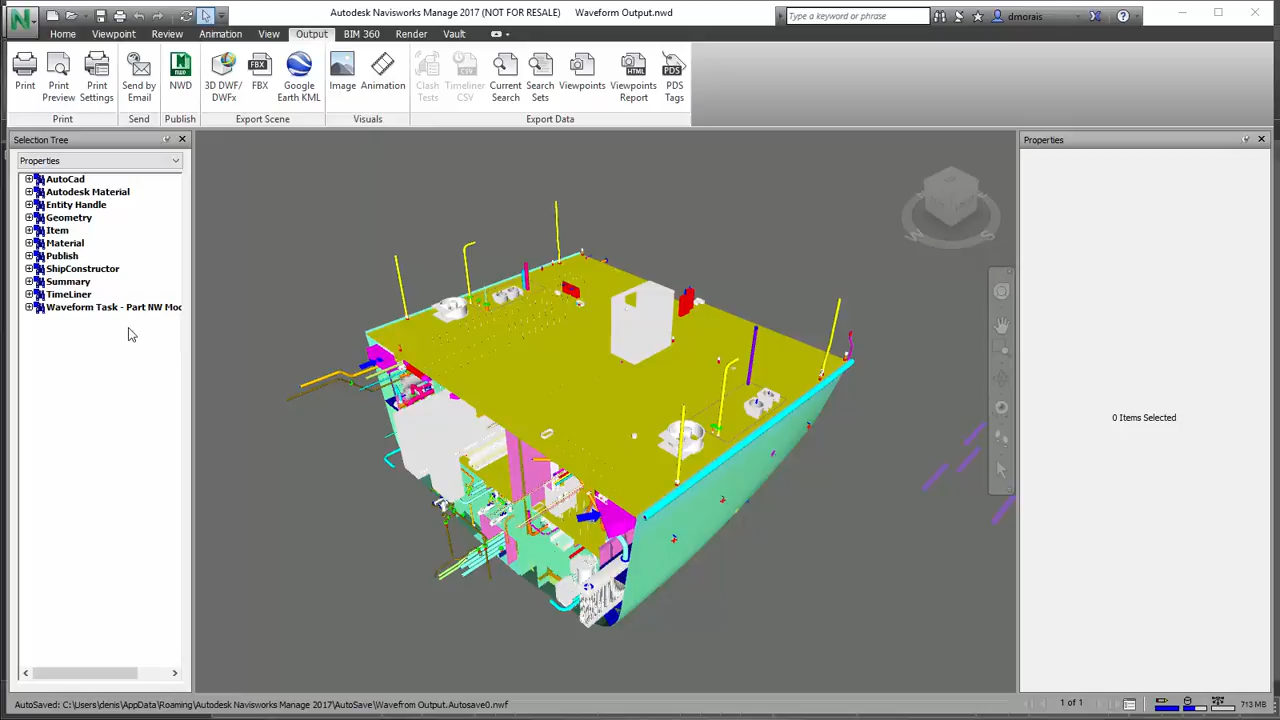 Autodesk Navisworks Manage 2017 (NOT FOR RESALE) Waveform Output.nwd
Type a keyword or phrase
dmorais
Home Viewpoint Review Animation View Output BIM 360 Render Vault
Print
Print Preview
Print Settings
Send by Email
NWD
3D DWF/ DWFx
FBX
Google Earth KML
Image
Animation
Clash Tests
Timeliner CSV
Current Search
Search Sets
Viewpoints
Viewpoints Report
PDS Tags
Print Send Publish Export Scene Visuals Export Data
Selection Tree
Properties
Properties
AutoCad
Autodesk Material
Entity Handle
Geometry
Item
Material
Publish
ShipConstructor
Summary
TimeLiner
Waveform Task - Part NW Moc
0 Items Selected
AutoSaved: C:\Users\denis\AppData\Roaming\Autodesk Navisworks Manage 2017\AutoSave\Wavefrom Output.Autosave0.nwf
1 of 1
713 MB